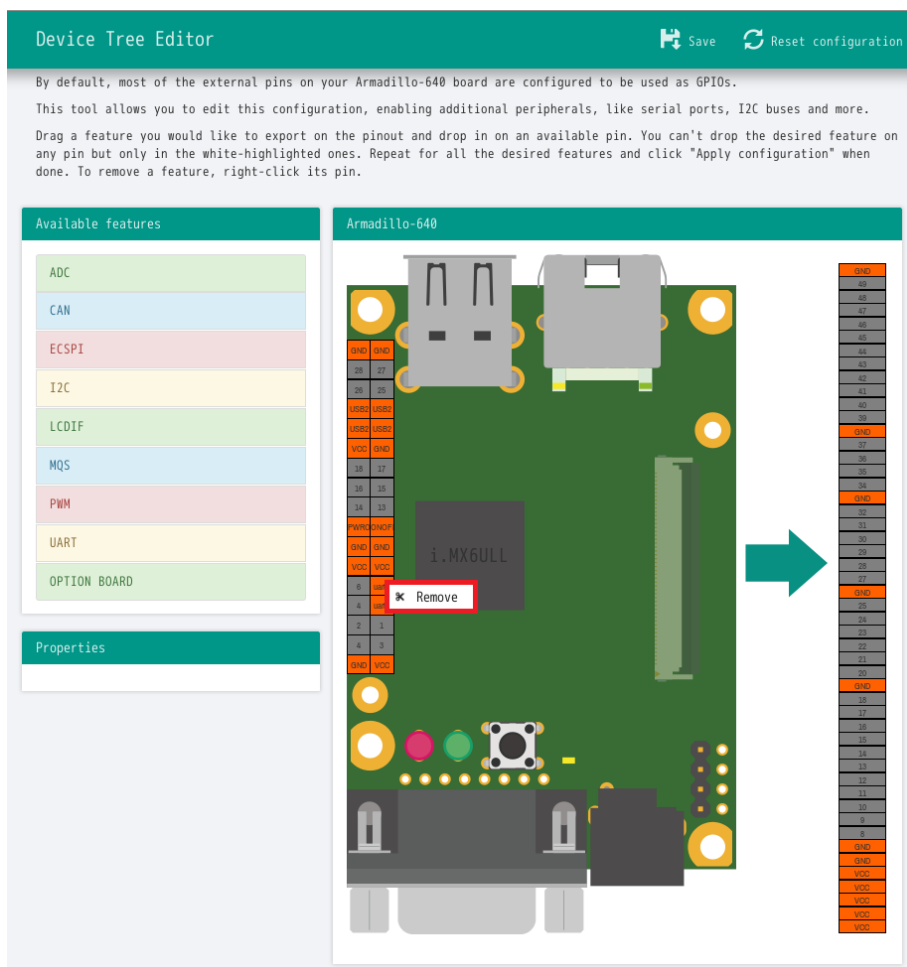 Device Tree Editor
Save
Reset configuration
By default, most of the external pins on your Armadillo-640 board are configured to be used as GPIOs.
This tool allows you to edit this configuration, enabling additional peripherals, like serial ports, I2C buses and more.
Drag a feature you would like to export on the pinout and drop in on an available pin. You can't drop the desired feature on
any pin but only in the white-highlighted ones. Repeat for all the desired features and click "Apply configuration" when
done. To remove a feature, right-click its pin.
Available features
ADC
CAN
ECSPI
I2C
LCDIF
MQS
PWM
UART
OPTION BOARD
Properties
Armadillo-640
GND GND
28 27
26 25
USB2 USB2
USB2 USB2
VCC GND
18 17
16 15
14 13
PWRO ONOF
GND GND
VCC VCC
6
4
2 1
4 3
GND VCC
i.MX6ULL
Remove
GND
49
48
47
46
45
44
43
42
41
40
39
GND
37
36
35
34
GND
32
31
30
29
28
27
GND
25
24
23
22
21
20
GND
18
17
16
15
14
13
12
11
10
9
8
GND
GND
VCC
VCC
VCC
VCC
VCC